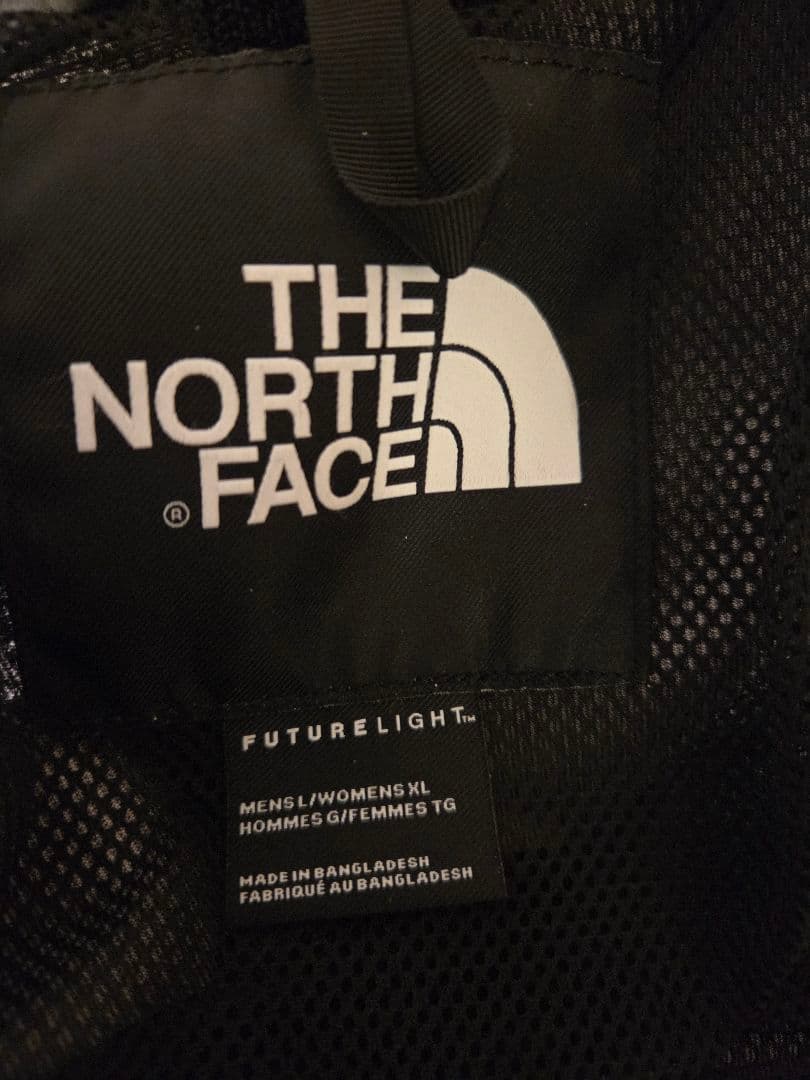 THE
NORTH
FACE
®
FUTURELIGHT™
MENS L/WOMENS XL
HOMMES G/FEMMES TG
MADE IN BANGLADESH
FABRIQUÉ AU BANGLADESH